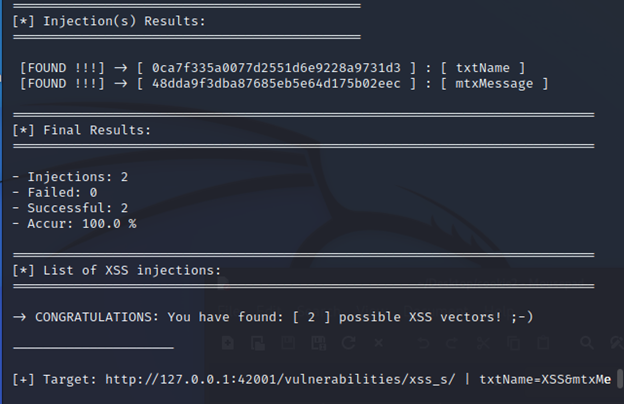 [*] Injection(s) Results:
[FOUND !!!] → [ 0ca7f335a0077d2551d6e9228a9731d3 ] : [ txtName ]
[FOUND !!!] → [ 48dda9f3dba87685eb5e64d175b02eec ] : [ mtxMessage ]
[*] Final Results:
- Injections: 2
- Failed: 0
- Successful: 2
- Accur: 100.0 %
[*] List of XSS injections:
→ CONGRATULATIONS: You have found: [ 2 ] possible XSS vectors! ;-)
[+] Target: http://127.0.0.1:42001/vulnerabilities/xss_s/ | txtName=XSS&mtxMe